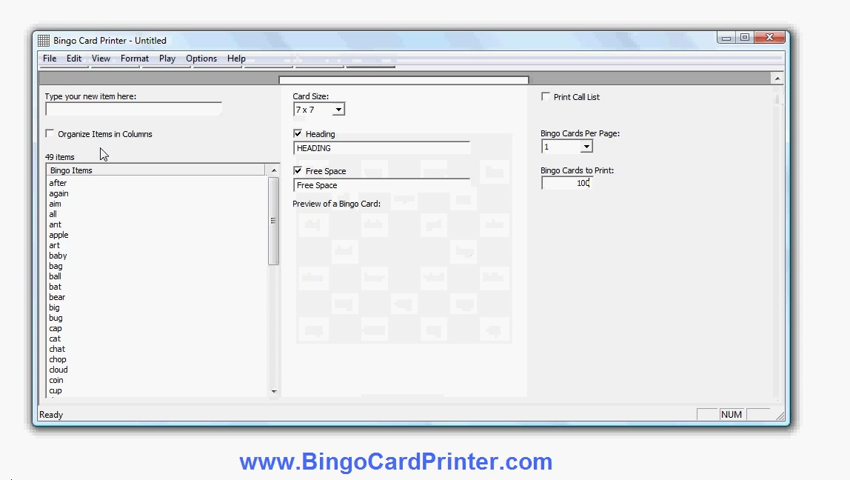 Bingo Card Printer - Untitled
File Edit View Format Play Options Help
Type your new item here:
Organize Items in Columns
49 items
Bingo Items
after
again
aim
all
ant
apple
art
baby
bag
ball
bat
bear
big
bug
cap
cat
chat
chop
cloud
coin
cup
Card Size:
7 x 7
Heading
HEADING
Free Space
Free Space
Preview of a Bingo Card:
Print Call List
Bingo Cards Per Page:
1
Bingo Cards to Print:
100
Ready
NUM
www.BingoCardPrinter.com